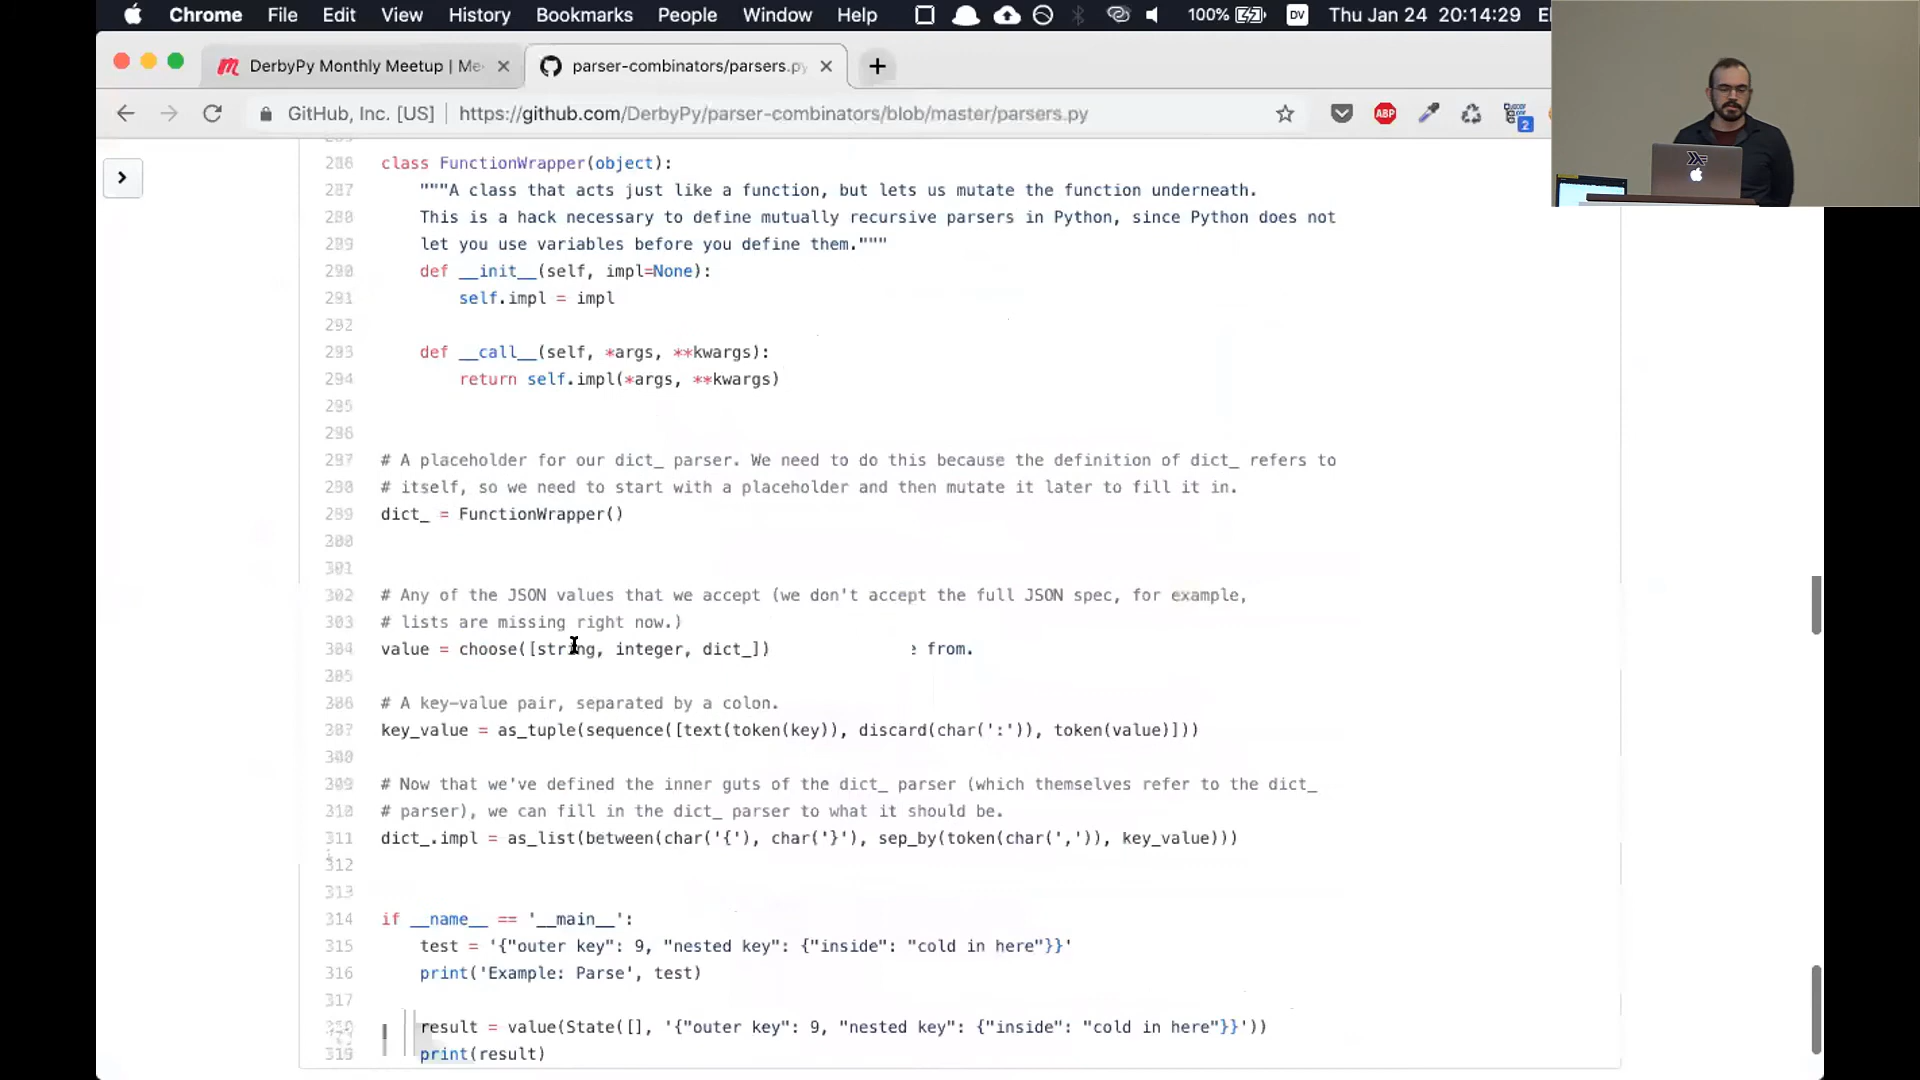 Chrome File Edit View History Bookmarks People Window Help 100% DV Thu Jan 24 20:14:29
DerbyPy Monthly Meetup | Me
parser-combinators/parsers.py
GitHub, Inc. [US] https://github.com/DerbyPy/parser-combinators/blob/master/parsers.py ABP 2
286 class FunctionWrapper(object):
287 """A class that acts just like a function, but lets us mutate the function underneath.
288 This is a hack necessary to define mutually recursive parsers in Python, since Python does not
289 let you use variables before you define them."""
290 def __init__(self, impl=None):
291 self.impl = impl
292
293 def __call__(self, *args, **kwargs):
294 return self.impl(*args, **kwargs)
295
296
297 # A placeholder for our dict_ parser. We need to do this because the definition of dict_ refers to
298 # itself, so we need to start with a placeholder and then mutate it later to fill it in.
299 dict_ = FunctionWrapper()
300
301
302 # Any of the JSON values that we accept (we don't accept the full JSON spec, for example,
303 # lists are missing right now.)
304 value = choose([string, integer, dict_]) from.
305
306 # A key-value pair, separated by a colon.
307 key_value = as_tuple(sequence([text(token(key)), discard(char(':')), token(value)]))
309 # Now that we've defined the inner guts of the dict_ parser (which themselves refer to the dict_
310 # parser), we can fill in the dict_ parser to what it should be.
311 dict_.impl = as_list(between(char('{'), char('}'), sep_by(token(char(',')), key_value)))
312
313
314 if __name__ == '__main__':
315 test = '{"outer key": 9, "nested key": {"inside": "cold in here"}}'
316 print('Example: Parse', test)
317
result = value(State([], '{"outer key": 9, "nested key": {"inside": "cold in here"}}'))
319 print(result)